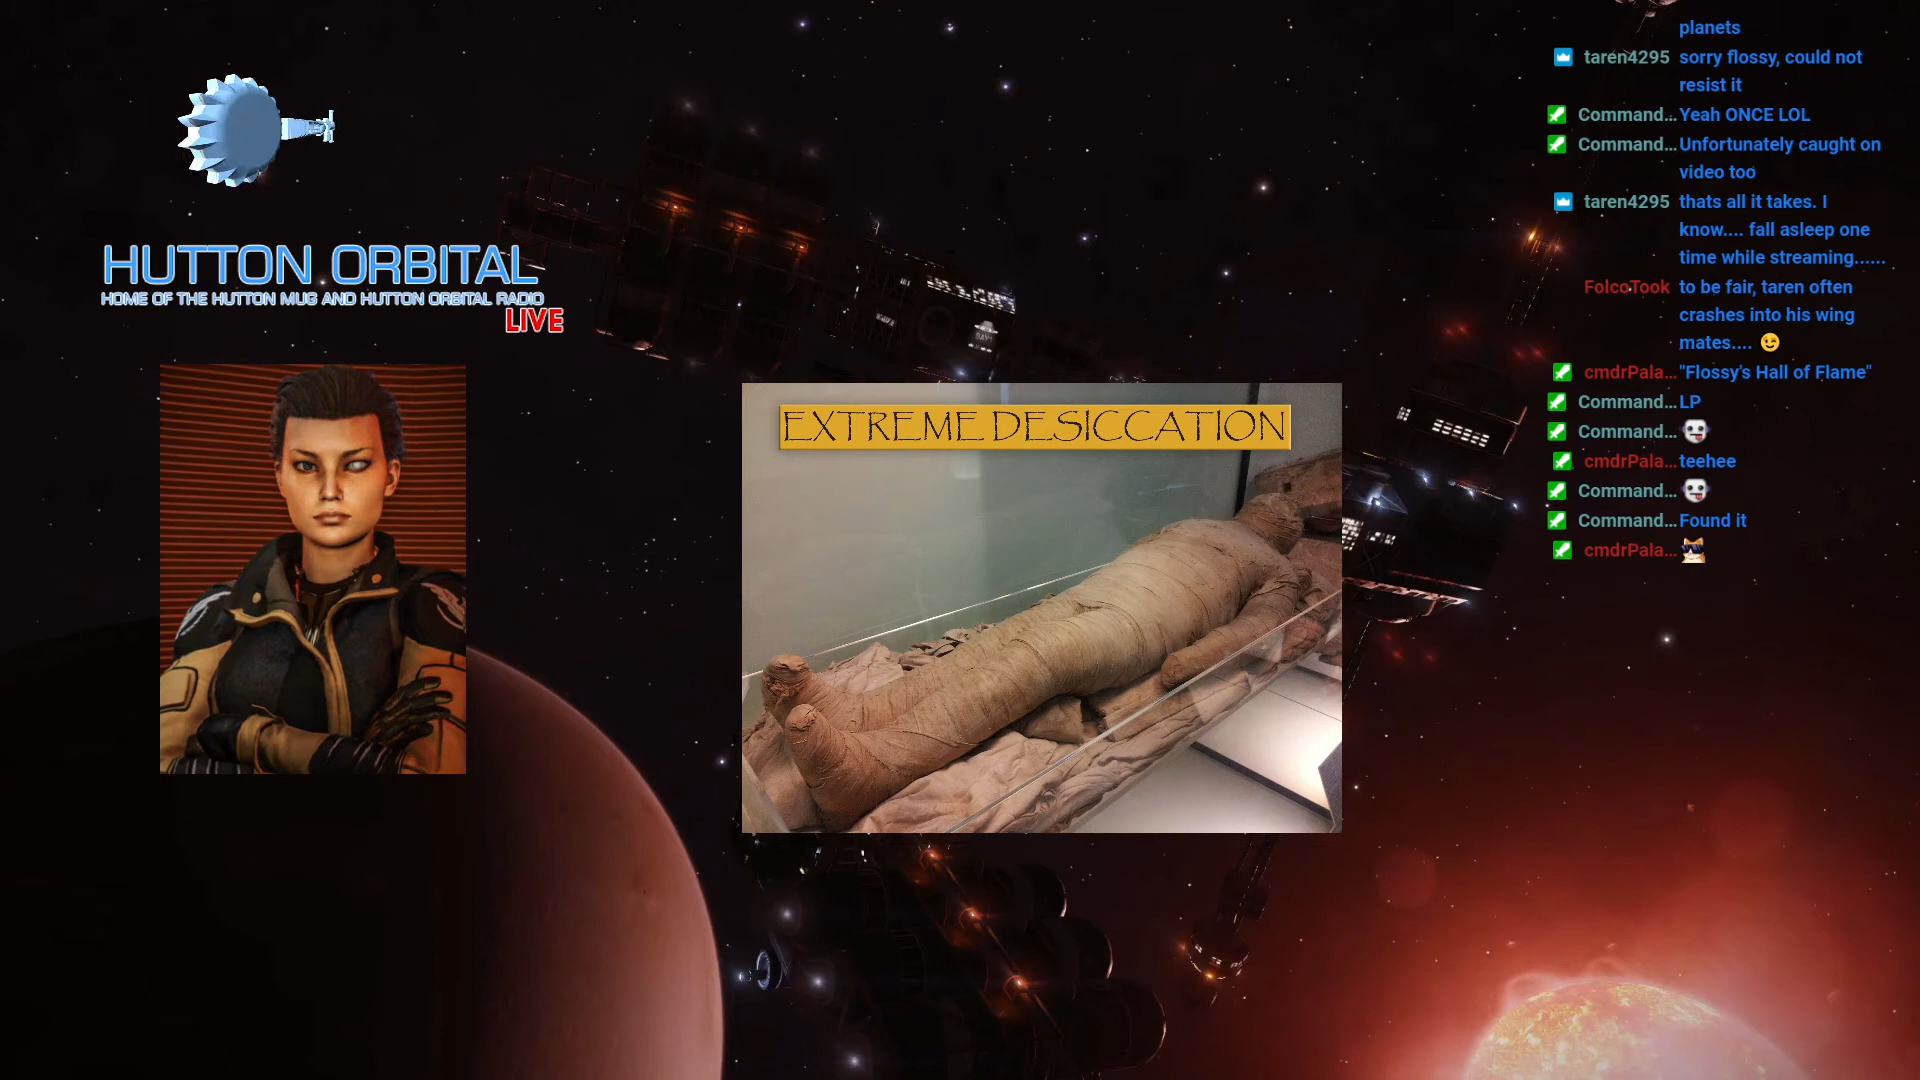 HUTTON ORBITAL
HOME OF THE HUTTON MUG AND HUTTON ORBITAL RADIO
LIVE
EXTREME DESICCATION
planets
taren4295 sorry flossy, could not
resist it
Command... Yeah ONCE LOL
Command... Unfortunately caught on
video too
taren4295 thats all it takes. I
know.... fall asleep one
time while streaming......
FolcoTook to be fair, taren often
crashes into his wing
mates.... 😉
cmdrPala... "Flossy's Hall of Flame"
Command... LP
Command...
cmdrPala... teehee
Command...
Command... Found it
cmdrPala...